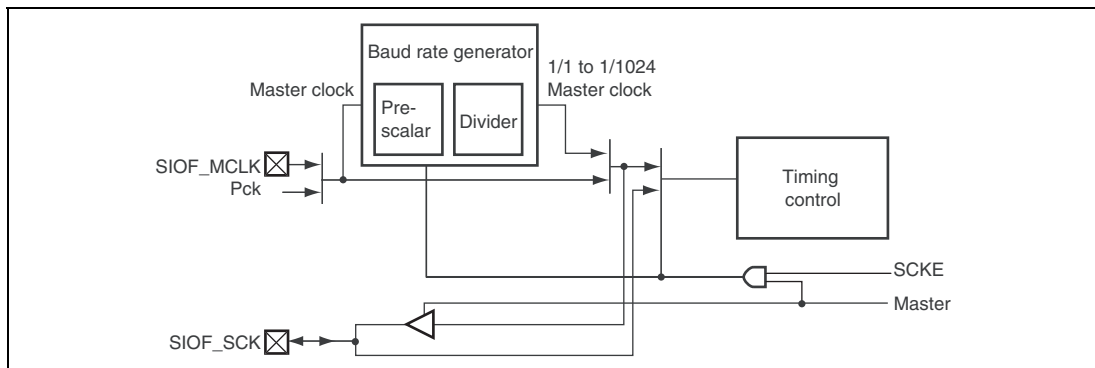 Baud rate generator
1/1 to 1/1024
Master clock
Master clock
Pre-
scalar
Divider
SIOF_MCLK
Pck
Timing
control
SCKE
Master
SIOF_SCK